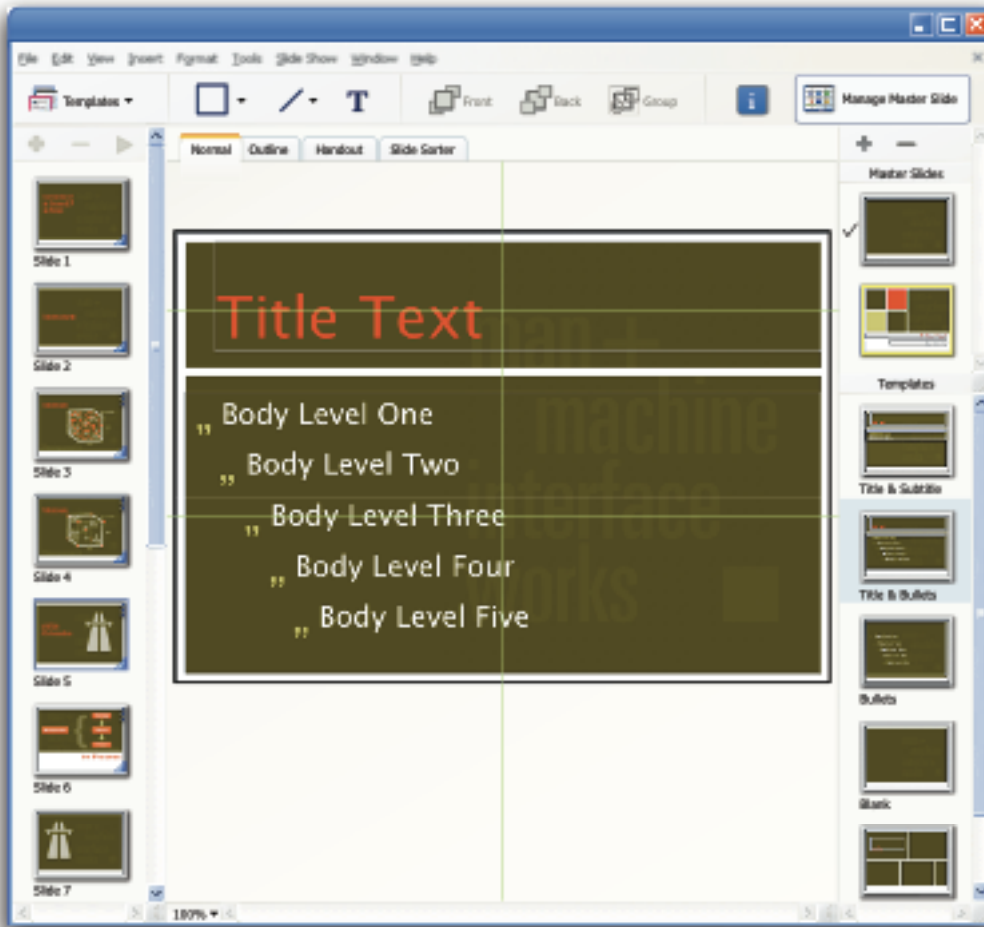 File Edit View Insert Format Tools Slide Show Window Help
Templates T Front Back Group i Manage Master Slide
Normal Outline Handout Slide Sorter
Slide 1
Slide 2
Slide 3
Slide 4
Slide 5
Slide 6
Slide 7
Title Text
„ Body Level One
„ Body Level Two
„ Body Level Three
„ Body Level Four
„ Body Level Five
man +
machine
interface
works
100%
Master Slides
Templates
Title & Subtitle
Title & Bullets
Bullets
Blank